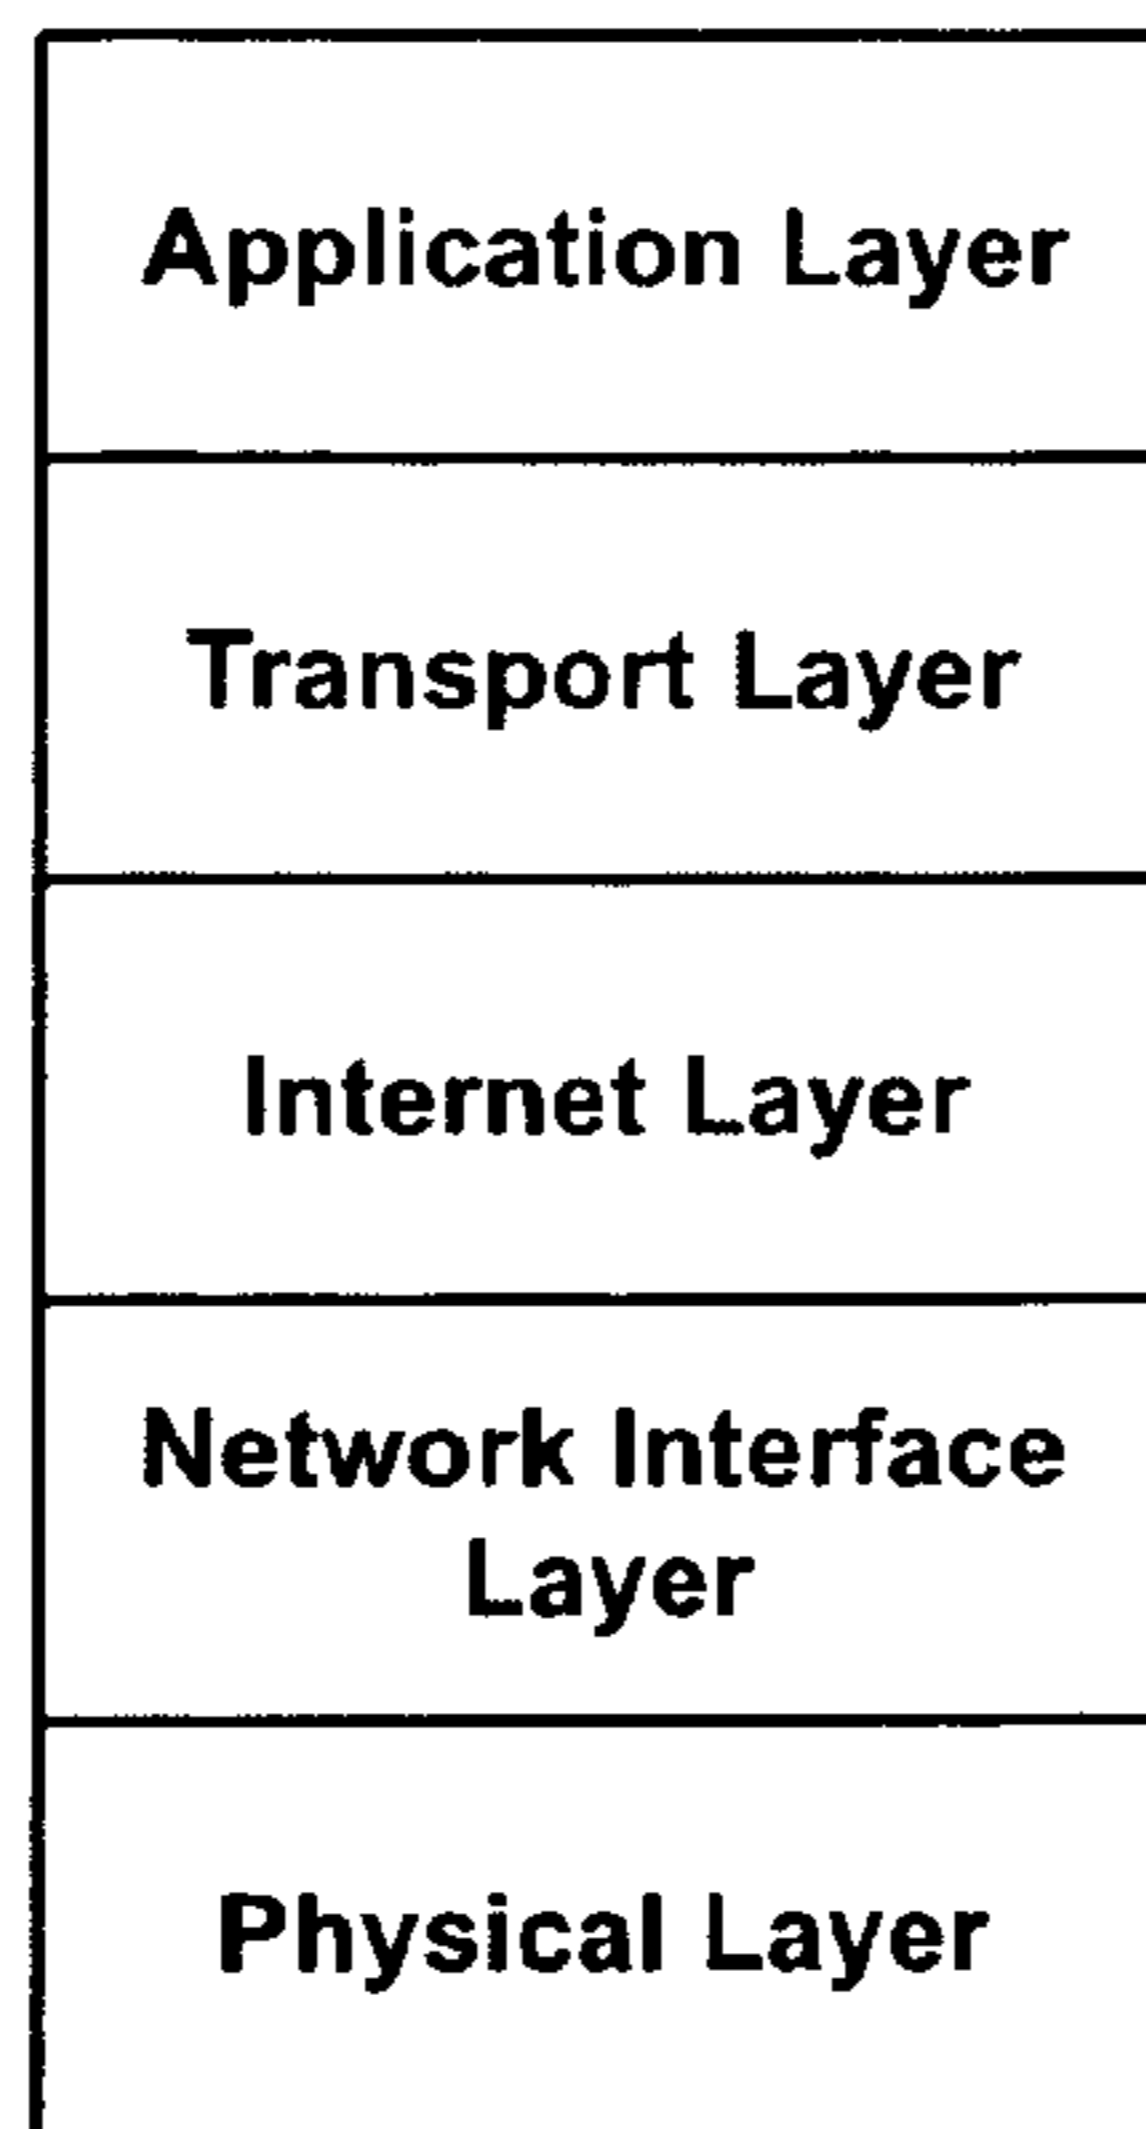 Application Layer
Transport Layer
Internet Layer
Network Interface
Layer
Physical Layer